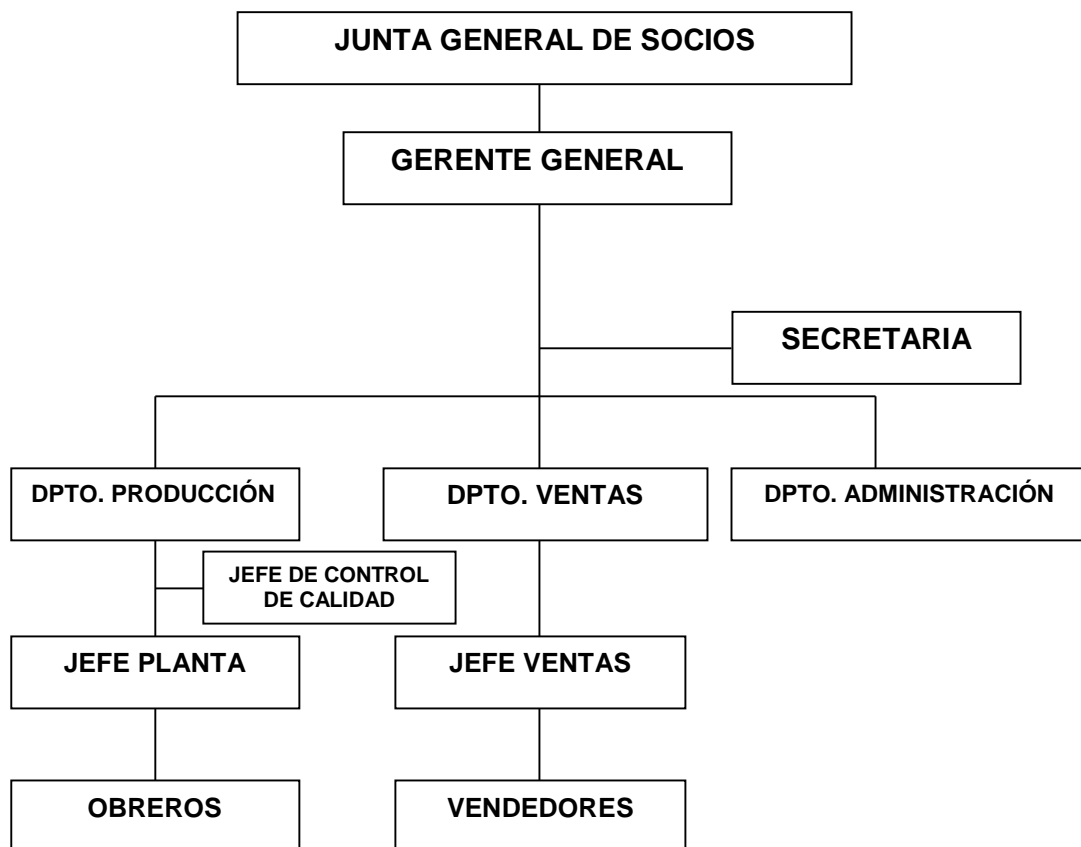 JUNTA GENERAL DE SOCIOS
GERENTE GENERAL
SECRETARIA
DPTO. PRODUCCIÓN
DPTO. VENTAS
DPTO. ADMINISTRACIÓN
JEFE DE CONTROL
DE CALIDAD
JEFE PLANTA
JEFE VENTAS
OBREROS
VENDEDORES